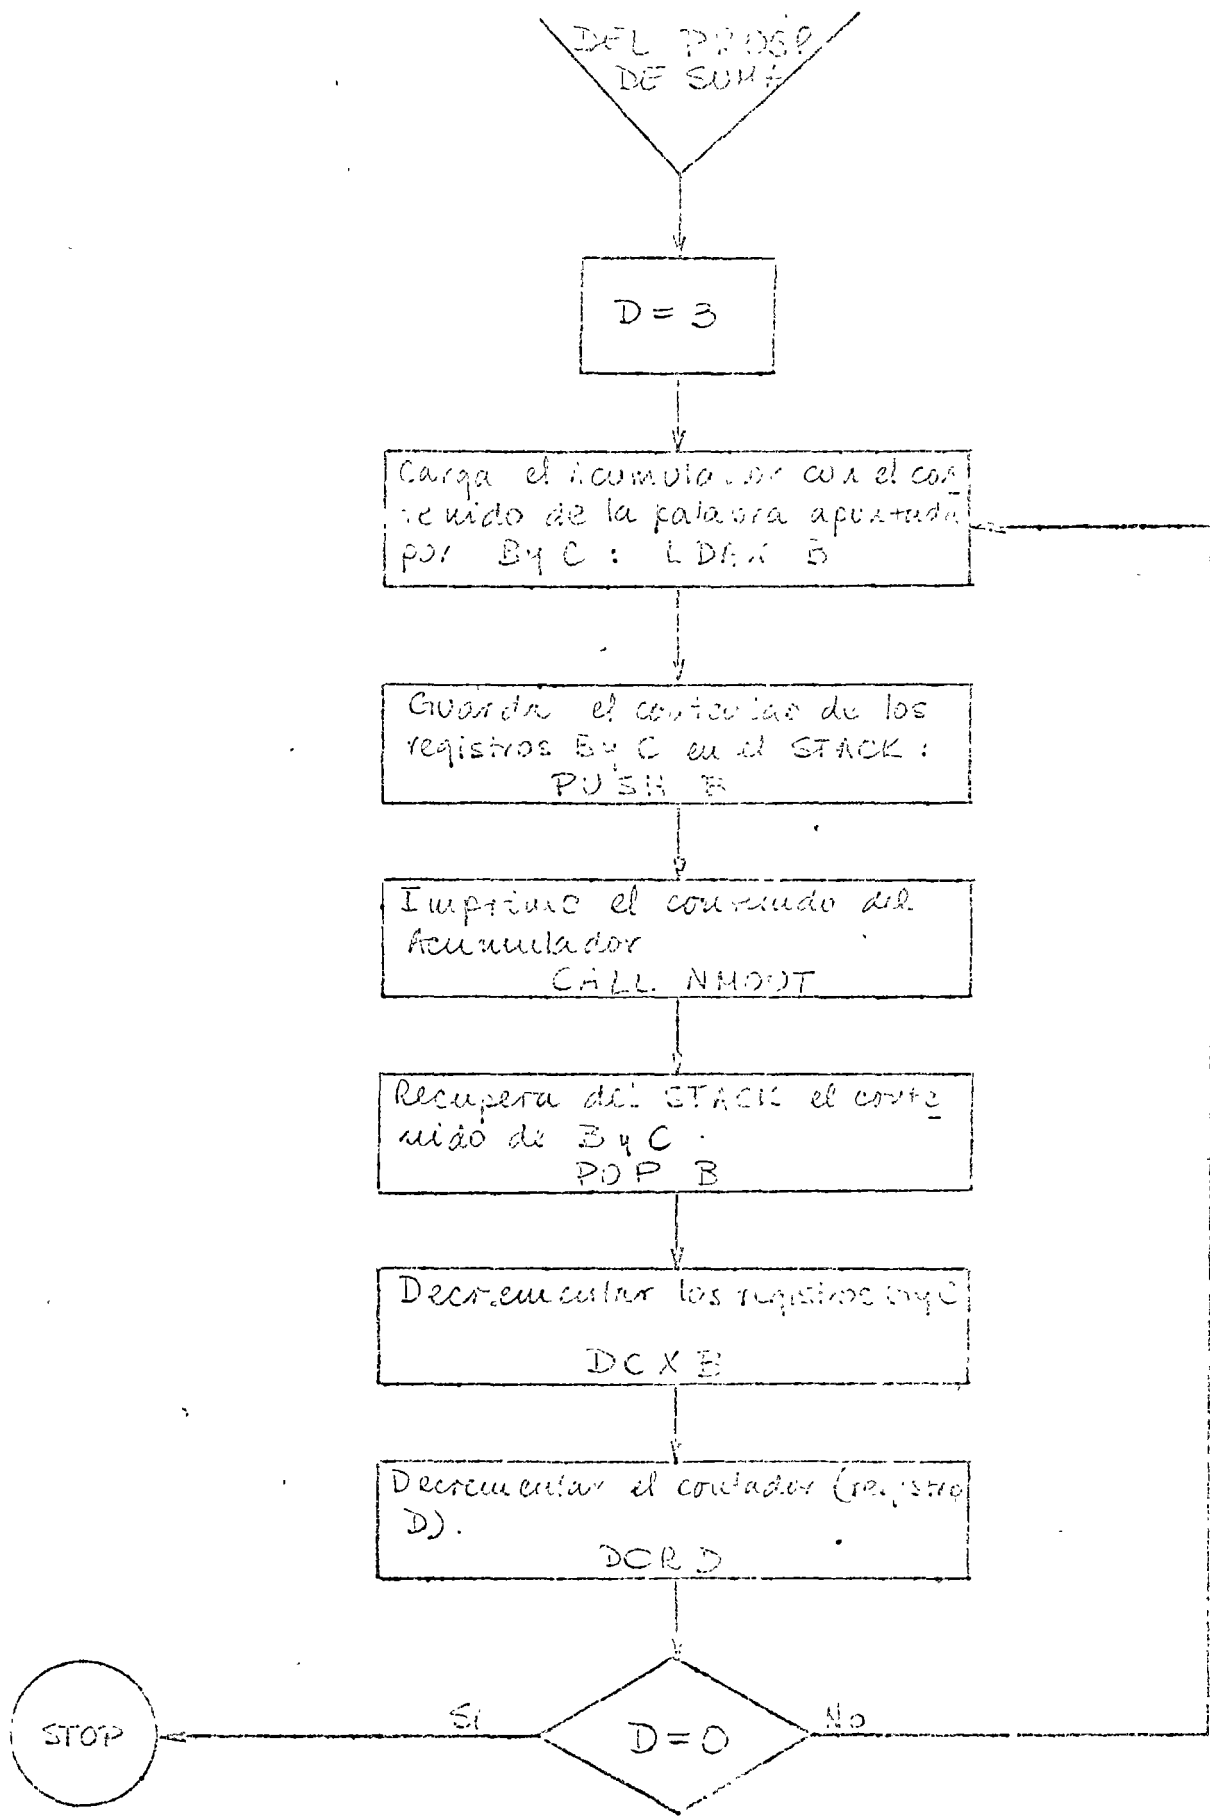 DEL PROGR
DE SUMA
D = 3
Carga el Acumulador con el con
tenido de la palabra apuntada
por B y C : LDAX B
Guarda el contenido de los
registros B y C en el STACK :
PUSH B
Imprime el contenido del
Acumulador
CALL NMOUT
Recupera del STACK el conte
nido de B y C .
POP B
Decrementar los registros B y C
DCX B
Decrementar el contador (registro
D).
DCR D
D = 0
Si
No
STOP